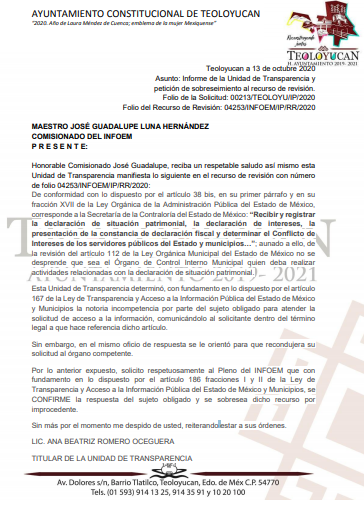 AYUNTAMIENTO CONSTITUCIONAL DE TEOLOYUCAN
"2020. Año de Laura Méndez de Cuenca; emblema de la mujer Mexiquense"
TEOLOYUCAN
H. AYUNTAMIENTO 2019- 2021
Teoloyucan a 13 de octubre 2020
Asunto: Informe de la Unidad de Transparencia y
petición de sobreseimiento al recurso de revisión.
Folio de la Solicitud: 00213/TEOLOYU/IP/2020
Folio del Recurso de Revisión: 04253/INFOEM/IP/RR/2020
MAESTRO JOSÉ GUADALUPE LUNA HERNÁNDEZ
COMISIONADO DEL INFOEM
P R E S E N T E:
Honorable Comisionado José Guadalupe, reciba un respetable saludo así mismo esta
Unidad de Transparencia manifiesta lo siguiente en el recurso de revisión con número
de folio 04253/INFOEM/IP/RR/2020:
De conformidad con lo dispuesto por el artículo 38 bis, en su primer párrafo y en su
fracción XVII de la Ley Orgánica de la Administración Pública del Estado de México,
corresponde a la Secretaría de la Contraloría del Estado de México: "Recibir y registrar
la declaración de situación patrimonial, la declaración de intereses, la
presentación de la constancia de declaración fiscal y determinar el Conflicto de
Intereses de los servidores públicos del Estado y municipios…"; aunado a ello, de
la revisión del artículo 112 de la Ley Orgánica Municipal del Estado de México no se
desprende que sea el Órgano de Control Interno Municipal quien deba realizar
actividades relacionadas con la declaración de situación patrimonial.
Esta Unidad de Transparencia determinó, con fundamento en lo dispuesto por el artículo
167 de la Ley de Transparencia y Acceso a la Información Pública del Estado de México
y Municipios la notoria incompetencia por parte del sujeto obligado para atender la
solicitud de acceso a la información, comunicándolo al solicitante dentro del término
legal a que hace referencia dicho artículo.
Sin embargo, en el mismo oficio de respuesta se le orientó para que recondujera su
solicitud al órgano competente.
Por lo anterior expuesto, solicito respetuosamente al Pleno del INFOEM que con
fundamento en lo dispuesto por el artículo 186 fracciones I y II de la Ley de
Transparencia y Acceso a la Información Pública del Estado de México y Municipios, se
CONFIRME la respuesta del sujeto obligado y se sobresea dicho recurso por
improcedente.
Sin más por el momento me despido de usted, reiterandolestar a sus órdenes.
LIC. ANA BEATRIZ ROMERO OCEGUERA
TITULAR DE LA UNIDAD DE TRANSPARENCIA
Av. Dolores s/n, Barrio Tlatilco, Teoloyucan, Edo. de Méx C.P. 54770
Tels. (01 593) 914 13 25, 914 35 91 y 10 20 100